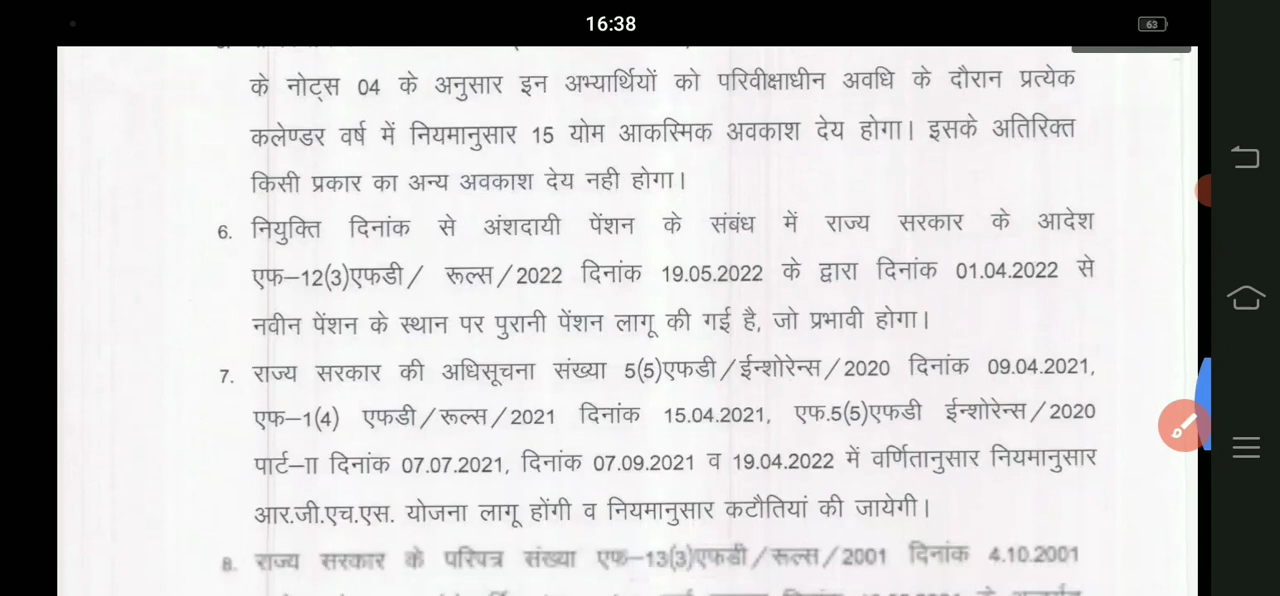 16:38
63
के नोट्स 04 के अनुसार इन अभ्यार्थियों को परिवीक्षाधीन अवधि के दौरान प्रत्येक
कलेण्डर वर्ष में नियमानुसार 15 योम आकस्मिक अवकाश देय होगा। इसके अतिरिक्त
किसी प्रकार का अन्य अवकाश देय नही होगा।
6. नियुक्ति दिनांक से अंशदायी पेंशन के संबंध में राज्य सरकार के आदेश
एफ–12(3)एफडी/ रूल्स/2022 दिनांक 19.05.2022 के द्वारा दिनांक 01.04.2022 से
नवीन पेंशन के स्थान पर पुरानी पेंशन लागू की गई है, जो प्रभावी होगा।
7. राज्य सरकार की अधिसूचना संख्या 5(5)एफडी/ईन्शोरेन्स/2020 दिनांक 09.04.2021,
एफ–1(4) एफडी/रूल्स/2021 दिनांक 15.04.2021, एफ.5(5)एफडी ईन्शोरेन्स/2020
पार्ट–II दिनांक 07.07.2021, दिनांक 07.09.2021 व 19.04.2022 में वर्णितानुसार नियमानुसार
आर.जी.एच.एस. योजना लागू होंगी व नियमानुसार कटौतियां की जायेगी।
8. राज्य सरकार के परिपत्र संख्या एफ–13(3)एफडी/रूल्स/2001 दिनांक 4.10.2001